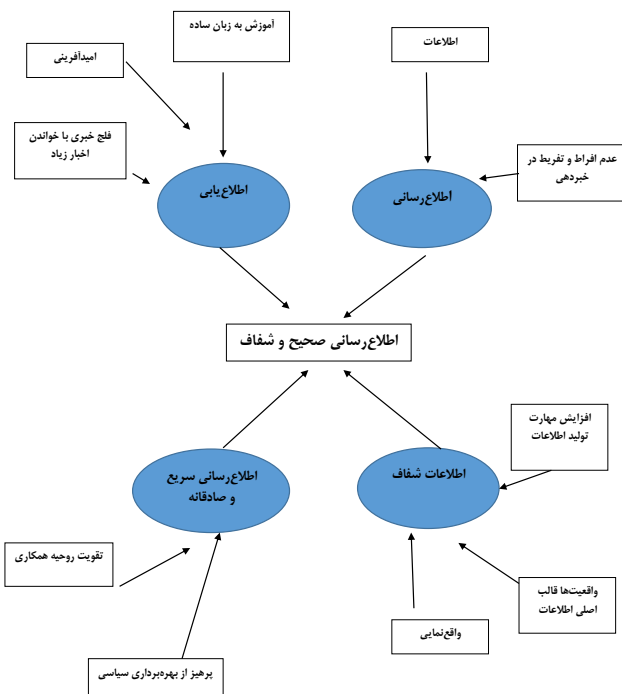 آموزش به زبان ساده
اطلاعات
امیدآفرینی
فلج خبری با خواندن
اخبار زیاد
عدم افراط و تفریط در
خبردهی
اطلاع‌یابی
اطلاع‌رسانی
اطلاع‌رسانی صحیح و شفاف
افزایش مهارت
تولید اطلاعات
اطلاع‌رسانی سریع
و صادقانه
اطلاعات شفاف
تقویت روحیه همکاری
واقعیت‌ها قالب
اصلی اطلاعات
واقع‌نمایی
پرهیز از بهره‌برداری سیاسی